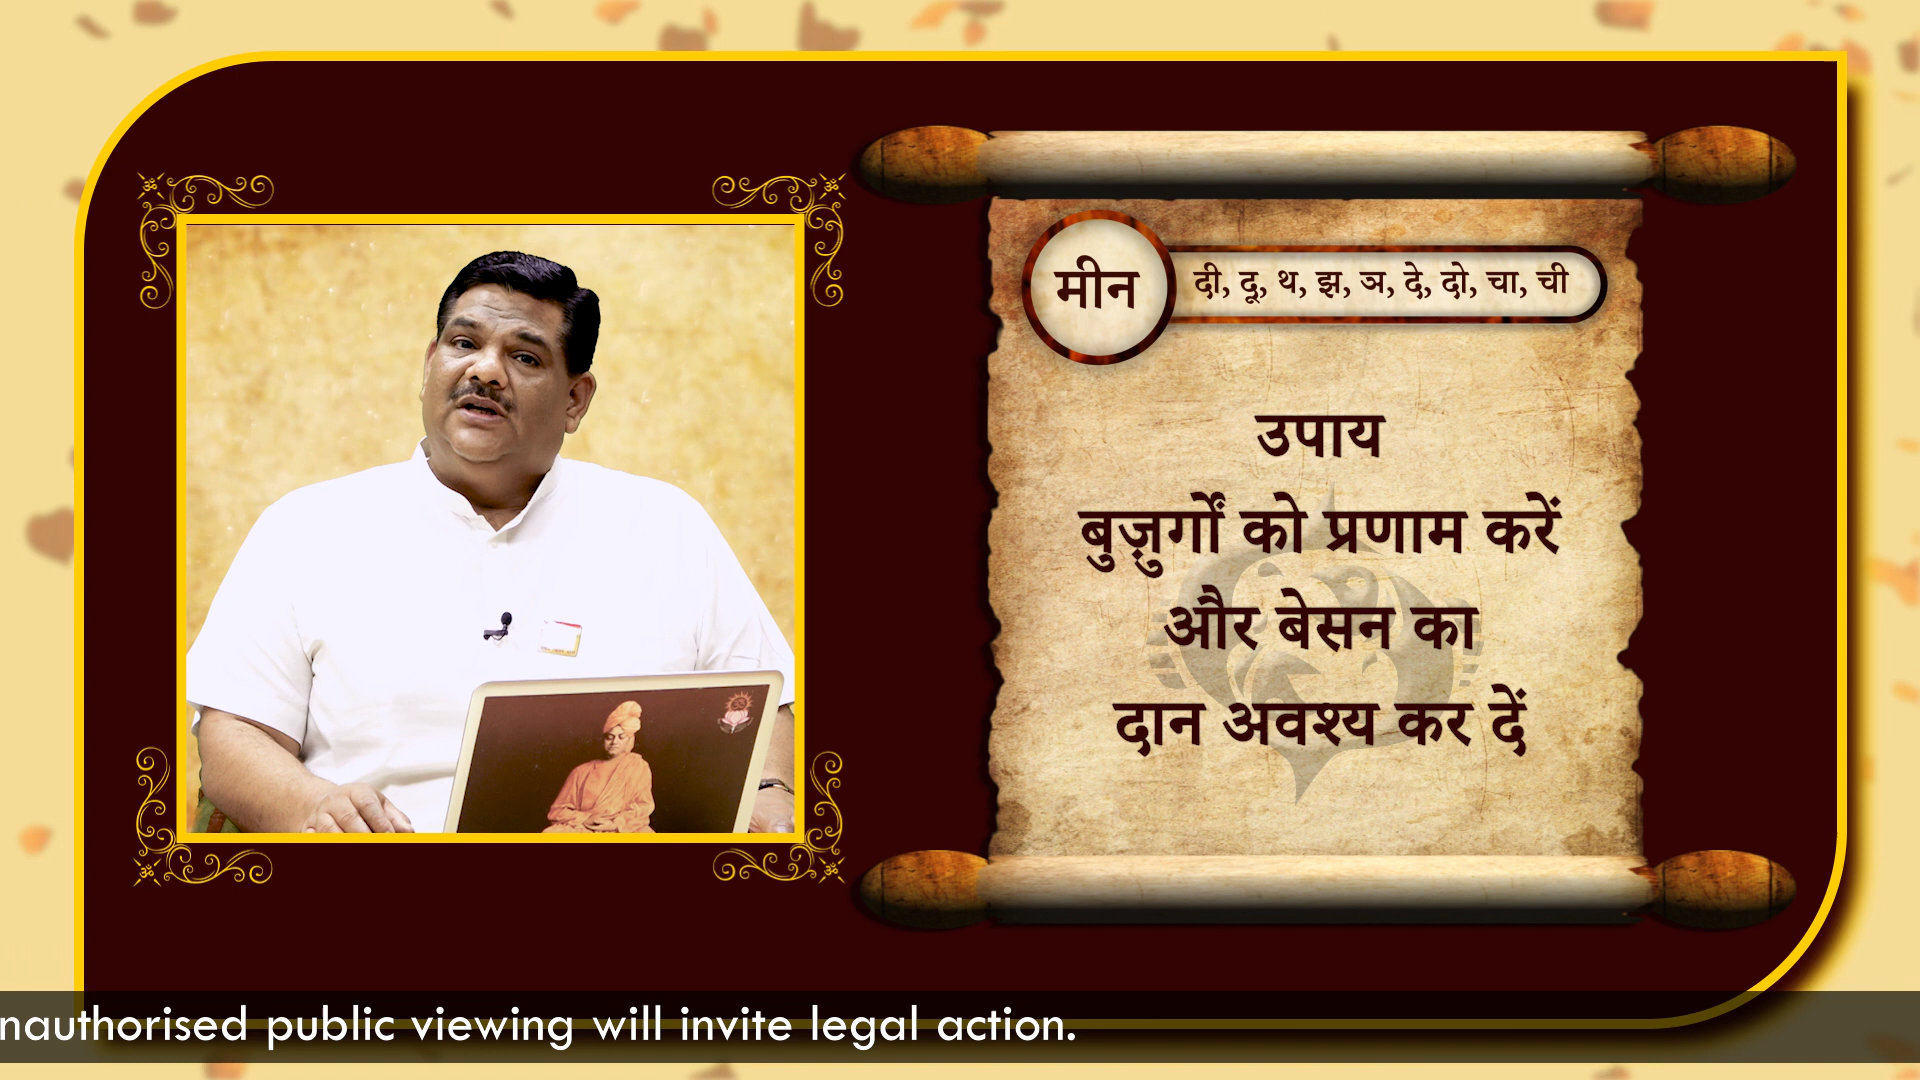 मीन
दी, दू, थ, झ, ञ, दे, दो, चा, ची
उपाय
बुज़ुर्गों को प्रणाम करें
और बेसन का
दान अवश्य कर दें
nauthorised public viewing will invite legal action.